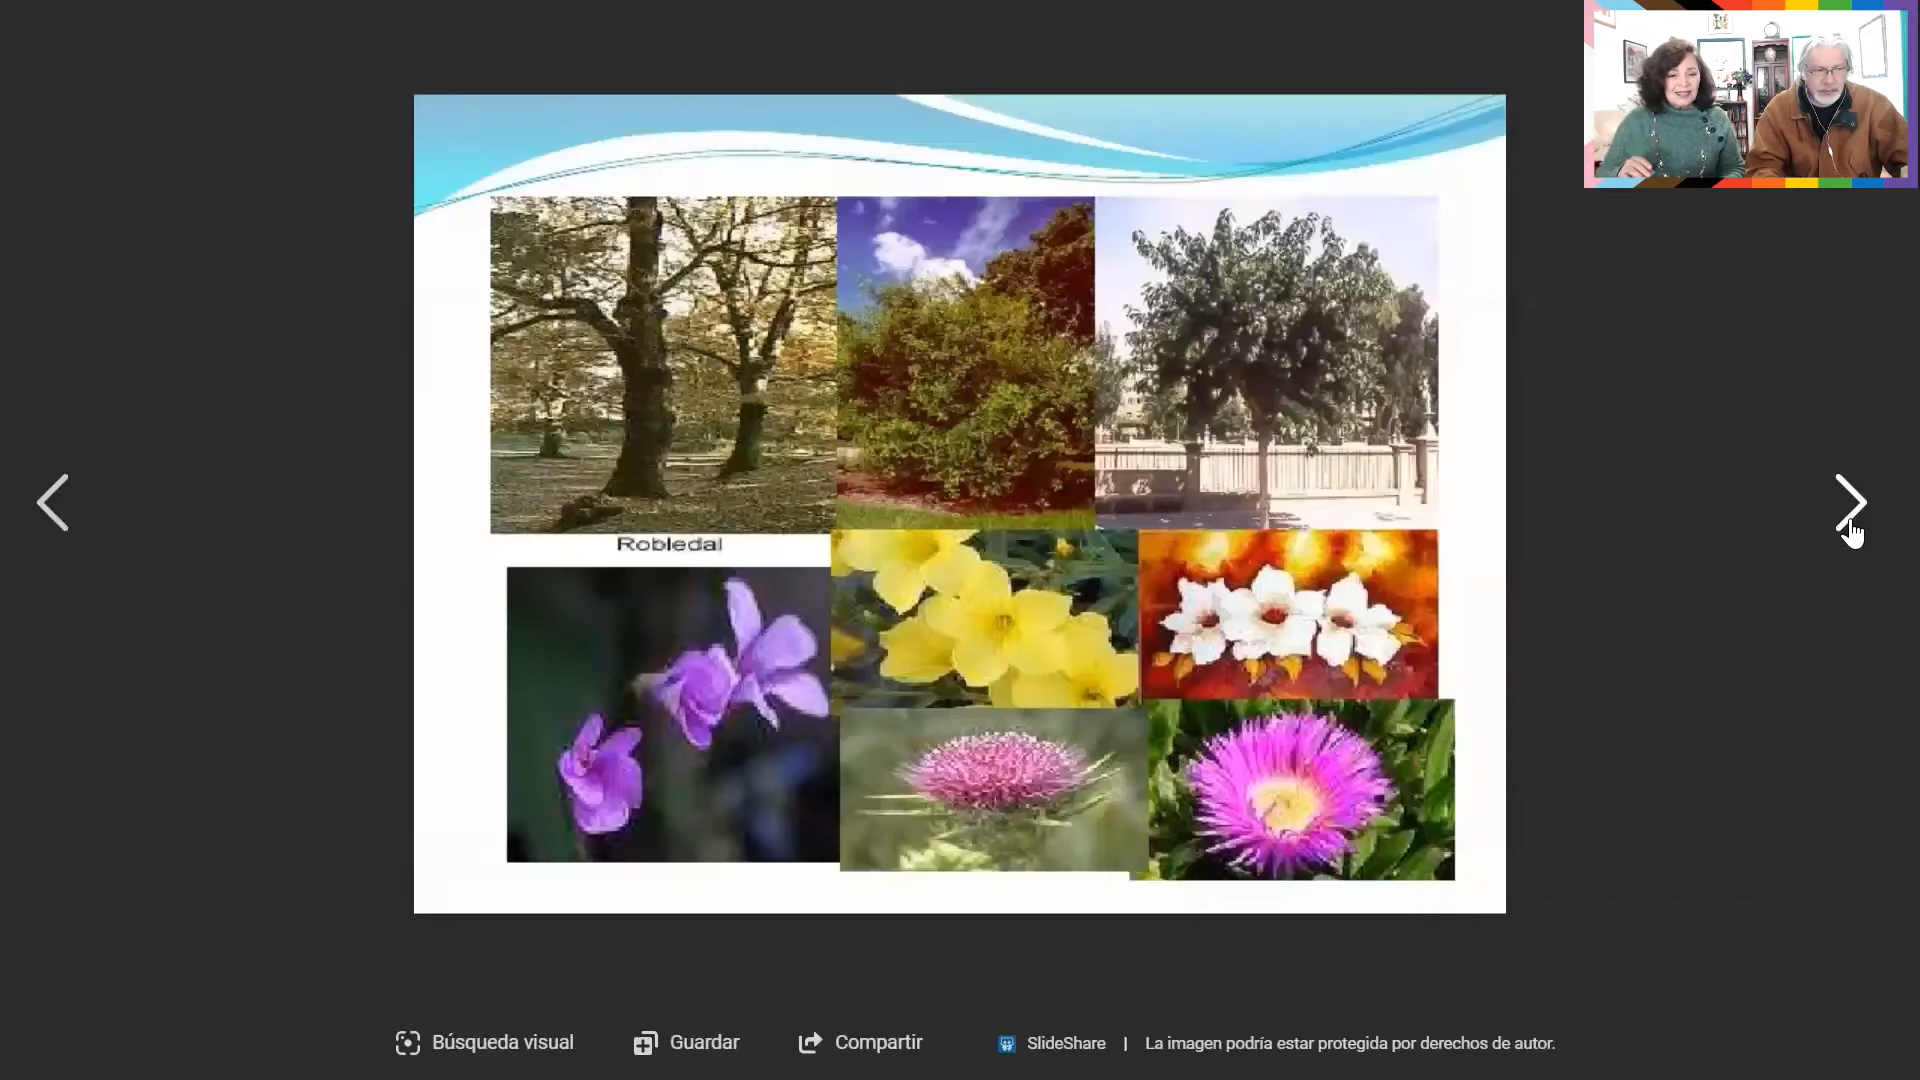 Robledal
Búsqueda visual
Guardar
Compartir
SlideShare | La imagen podría estar protegida por derechos de autor.